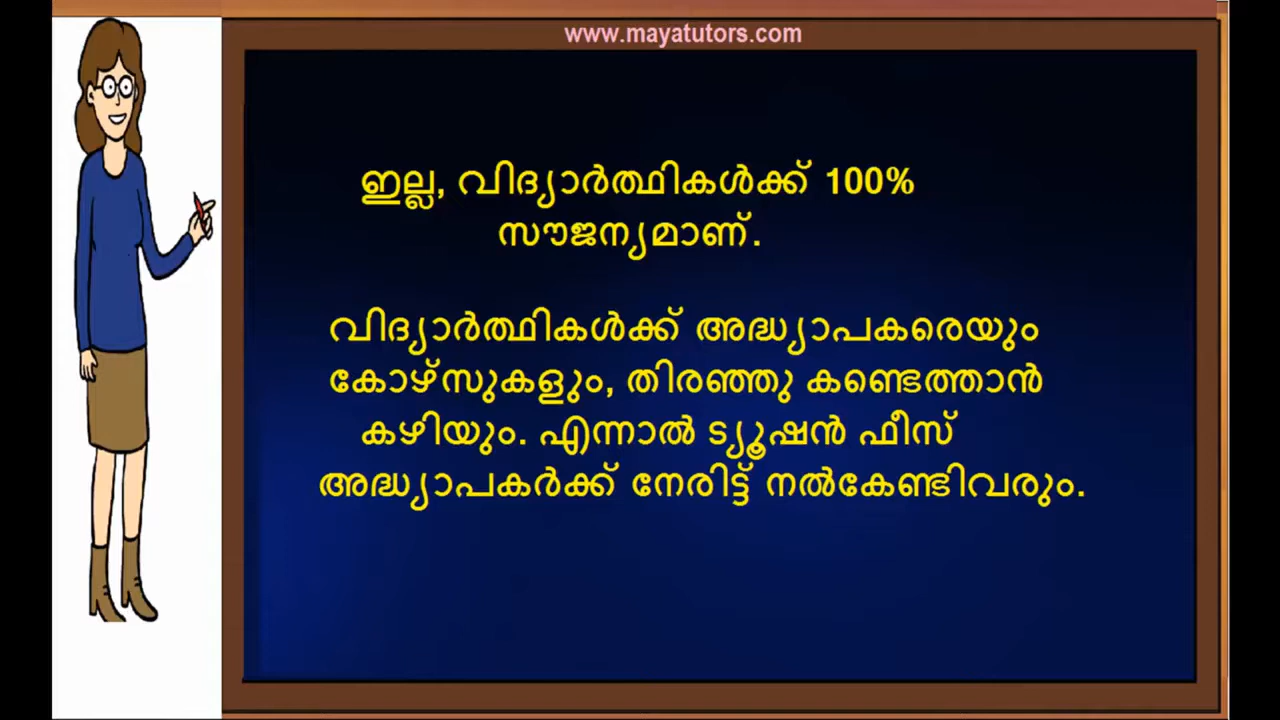 www.mayatutors.com
ഇല്ല, വിദ്യാർത്ഥികൾക്ക് 100%
സൗജന്യമാണ്.
വിദ്യാർത്ഥികൾക്ക് അദ്ധ്യാപകരെയും
കോഴ്സുകളും, തിരഞ്ഞു കണ്ടെത്താൻ
കഴിയും. എന്നാൽ ട്യൂഷൻ ഫീസ്
അദ്ധ്യാപകർക്ക് നേരിട്ട് നൽകേണ്ടിവരും.